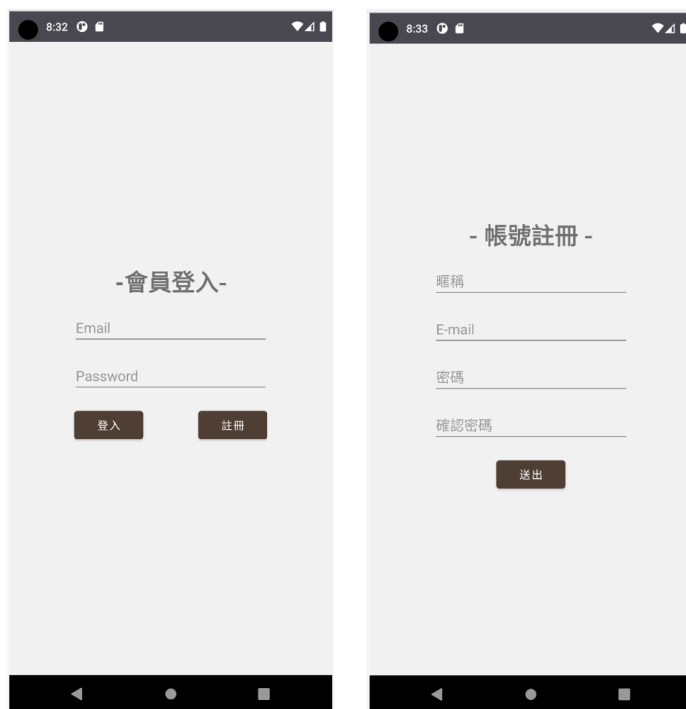 8:32
-會員登入-
Email
Password
登入
註冊
8:33
- 帳號註冊 -
暱稱
E-mail
密碼
確認密碼
送出